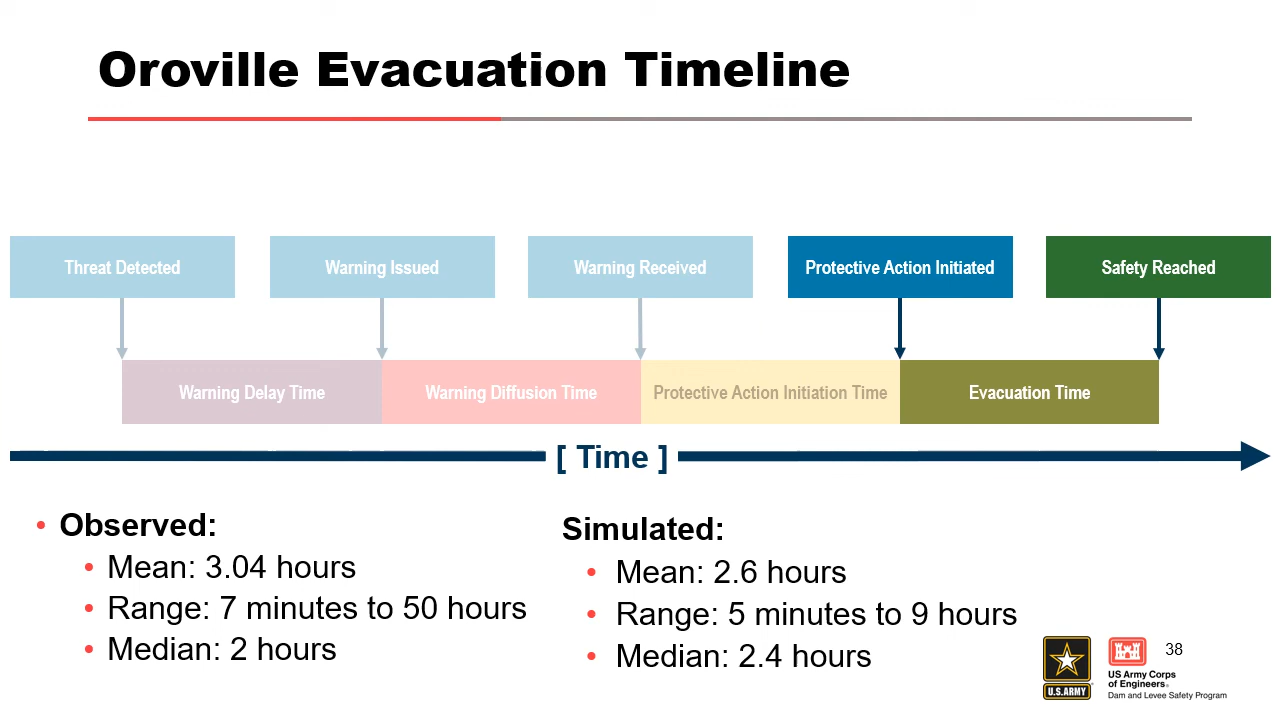 Oroville Evacuation Timeline
Threat Detected
Warning Issued
Warning Received
Protective Action Initiated
Safety Reached
Warning Delay Time
Warning Diffusion Time
Protective Action Initiation Time
Evacuation Time
[ Time ]
• Observed:
• Mean: 3.04 hours
• Range: 7 minutes to 50 hours
• Median: 2 hours
Simulated:
• Mean: 2.6 hours
• Range: 5 minutes to 9 hours
• Median: 2.4 hours
U.S.ARMY
US Army Corps
of Engineers®
Dam and Levee Safety Program
38